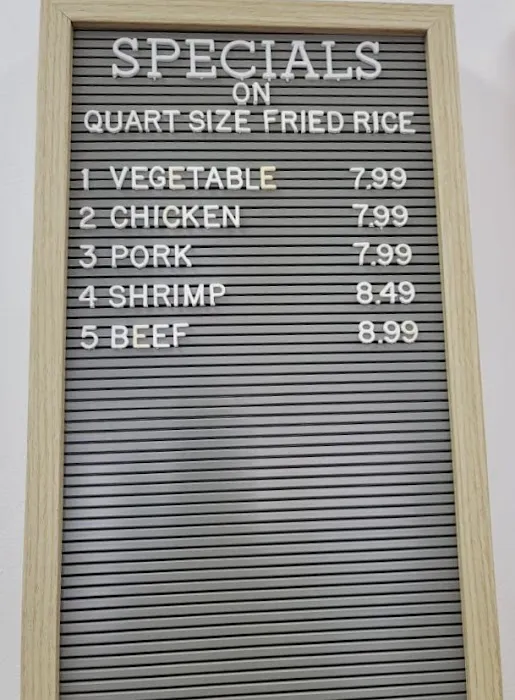 SPECIALS
ON
QUART SIZE FRIED RICE
1 VEGETABLE 7.99
2 CHICKEN 7.99
3 PORK 7.99
4 SHRIMP 8.49
5 BEEF 8.99